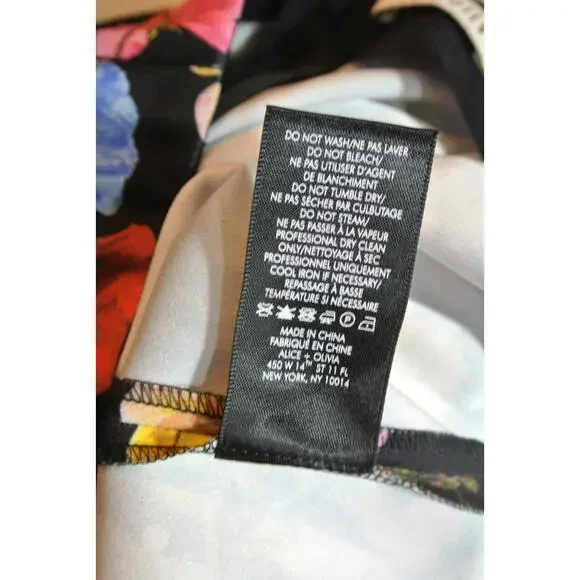 DO NOT WASH/NE PAS LAVER
DO NOT BLEACH/
NE PAS UTILISER D'AGENT
DE BLANCHIMENT
DO NOT TUMBLE DRY/
NE PAS SÉCHER PAR CULBUTAGE
DO NOT STEAM/
NE PAS PASSER À LA VAPEUR
PROFESSIONAL DRY CLEAN
ONLY/NETTOYAGE À SEC
PROFESSIONNEL UNIQUEMENT
COOL IRON IF NECESSARY/
REPASSAGE À BASSE
TEMPÉRATURE SI NÉCESSAIRE
MADE IN CHINA
FABRIQUÉ EN CHINE
ALICE + OLIVIA
450 W 14TH ST 11 FL
NEW YORK, NY 10014